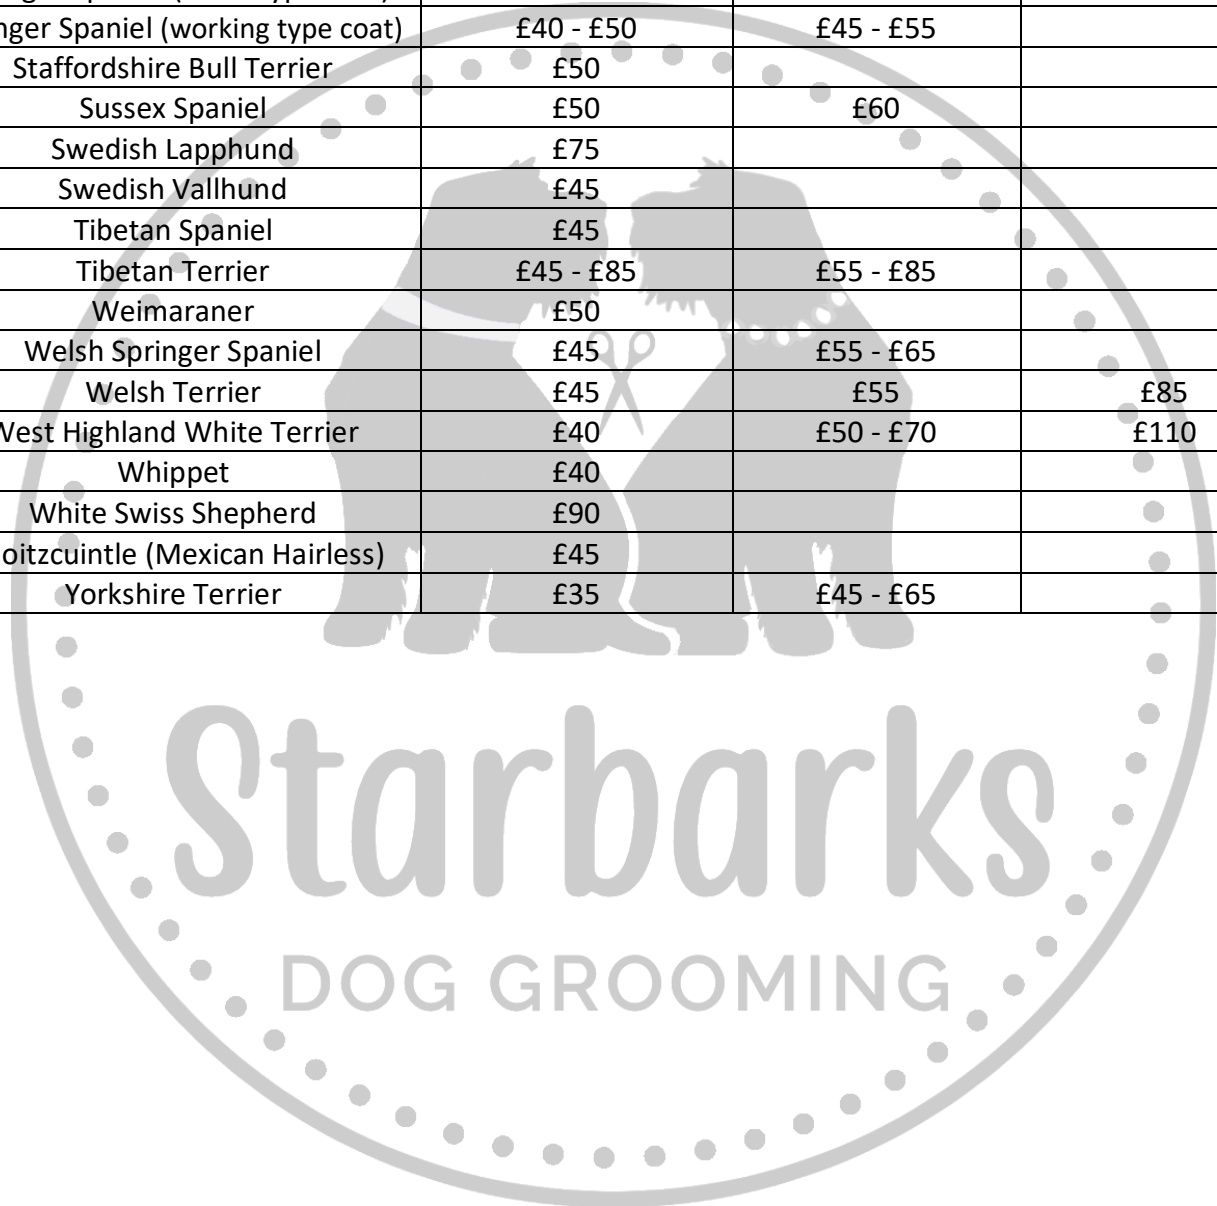 nger Spaniel (working type coat) £40 - £50 £45 - £55
Staffordshire Bull Terrier £50
Sussex Spaniel £50 £60
Swedish Lapphund £75
Swedish Vallhund £45
Tibetan Spaniel £45
Tibetan Terrier £45 - £85 £55 - £85
Weimaraner £50
Welsh Springer Spaniel £45 £55 - £65
Welsh Terrier £45 £55 £85
West Highland White Terrier £40 £50 - £70 £110
Whippet £40
White Swiss Shepherd £90
oitzcuintle (Mexican Hairless) £45
Yorkshire Terrier £35 £45 - £65
Starbarks
DOG GROOMING